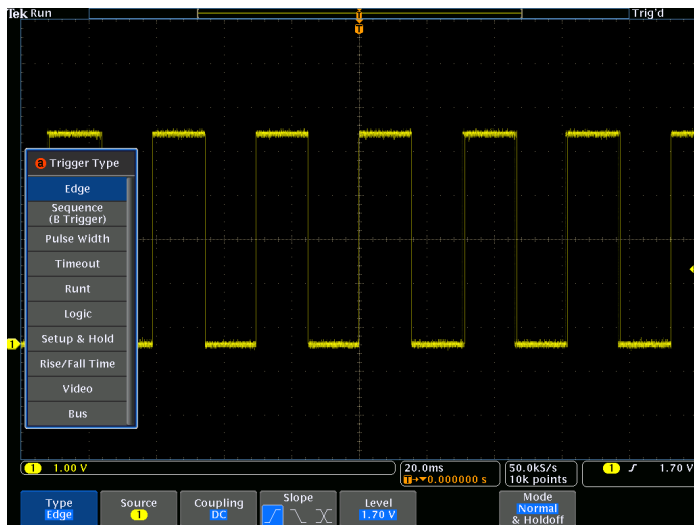 Tek Run Trig'd
T
T
a Trigger Type
Edge
Sequence
(B Trigger)
Pulse Width
Timeout
Runt
Logic
Setup & Hold
Rise/Fall Time
Video
Bus
1
1 1.00 V
20.0ms
T→▼0.000000 s
50.0kS/s
10k points
1 1.70 V
Type
Edge
Source
1
Coupling
DC
Slope
Level
1.70 V
Mode
Normal
& Holdoff